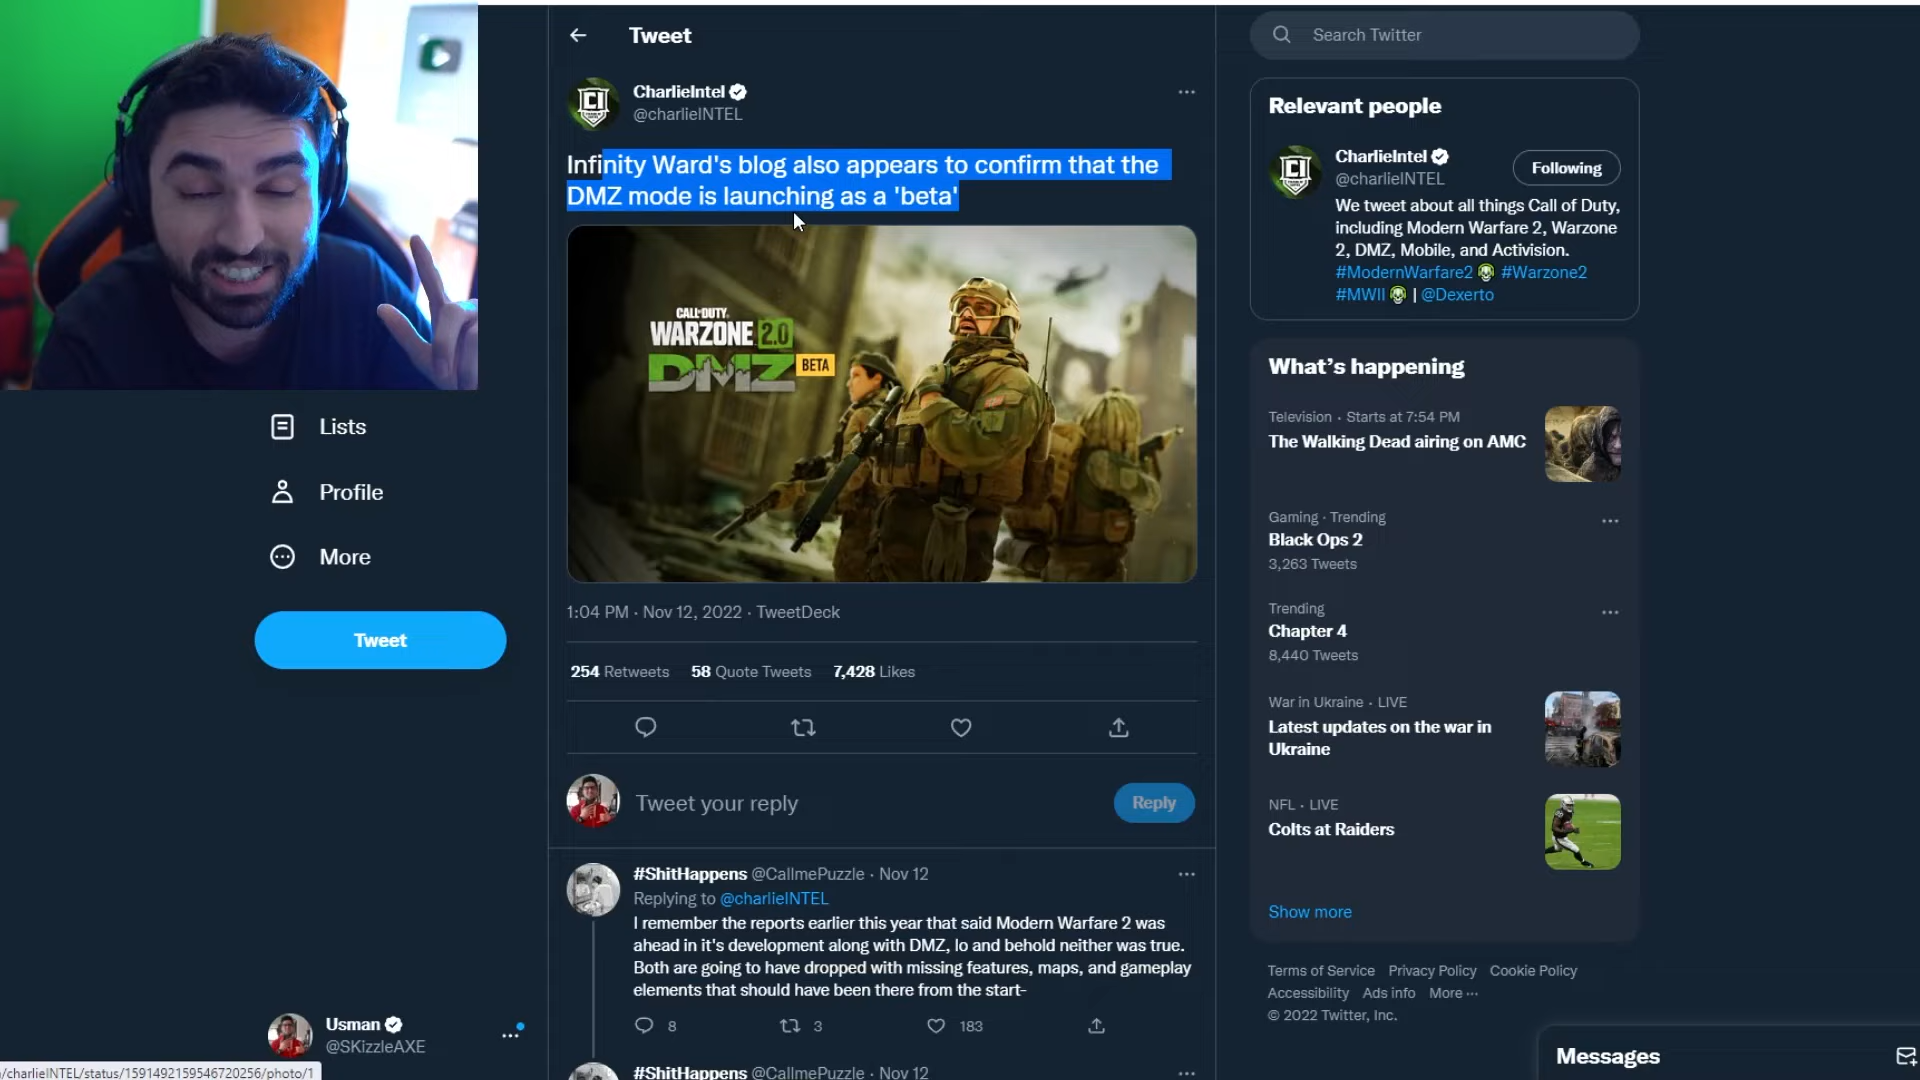 Tweet
CharlieIntel
@charlieINTEL
Infinity Ward's blog also appears to confirm that the
DMZ mode is launching as a 'beta'
CALL OF DUTY
WARZONE 2.0
DMZ BETA
1:04 PM · Nov 12, 2022 · TweetDeck
254 Retweets 58 Quote Tweets 7,428 Likes
Tweet your reply
Reply
#ShitHappens @CallmePuzzle · Nov 12
Replying to @charlieINTEL
I remember the reports earlier this year that said Modern Warfare 2 was
ahead in it's development along with DMZ, lo and behold neither was true.
Both are going to have dropped with missing features, maps, and gameplay
elements that should have been there from the start-
8 3 183
#ShitHappens @CallmePuzzle · Nov 12
Lists
Profile
More
Tweet
Usman
@SKizzleAXE
/charlieINTEL/status/1591492159546720256/photo/1
Search Twitter
Relevant people
CharlieIntel
@charlieINTEL
Following
We tweet about all things Call of Duty,
including Modern Warfare 2, Warzone
2, DMZ, Mobile, and Activision.
#ModernWarfare2 #Warzone2
#MWII | @Dexerto
What's happening
Television · Starts at 7:54 PM
The Walking Dead airing on AMC
Gaming · Trending
Black Ops 2
3,263 Tweets
Trending
Chapter 4
8,440 Tweets
War in Ukraine · LIVE
Latest updates on the war in
Ukraine
NFL · LIVE
Colts at Raiders
Show more
Terms of Service Privacy Policy Cookie Policy
Accessibility Ads info More ···
© 2022 Twitter, Inc.
Messages